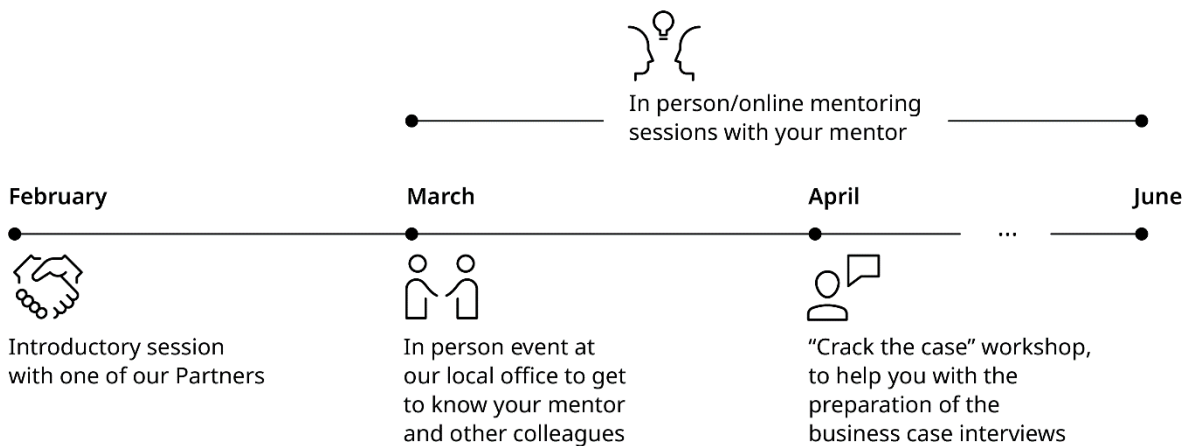 In person/online mentoring
sessions with your mentor
February
March
April
June
...
Introductory session
with one of our Partners
In person event at
our local office to get
to know your mentor
and other colleagues
“Crack the case” workshop,
to help you with the
preparation of the
business case interviews